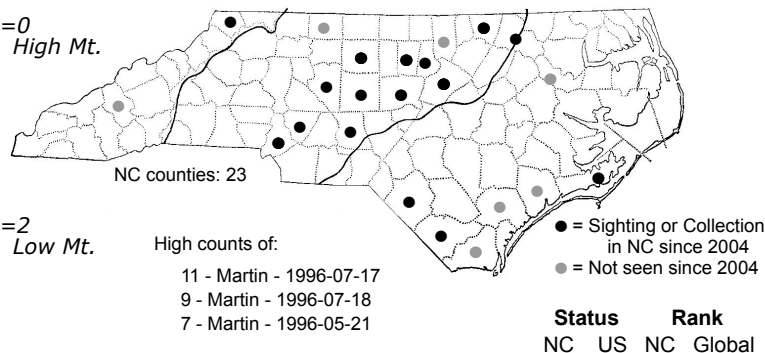 =0
High Mt.
NC counties: 23
=2
Low Mt.
High counts of:
11 - Martin - 1996-07-17
9 - Martin - 1996-07-18
7 - Martin - 1996-05-21
= Sighting or Collection
in NC since 2004
= Not seen since 2004
Status Rank
NC US NC Global